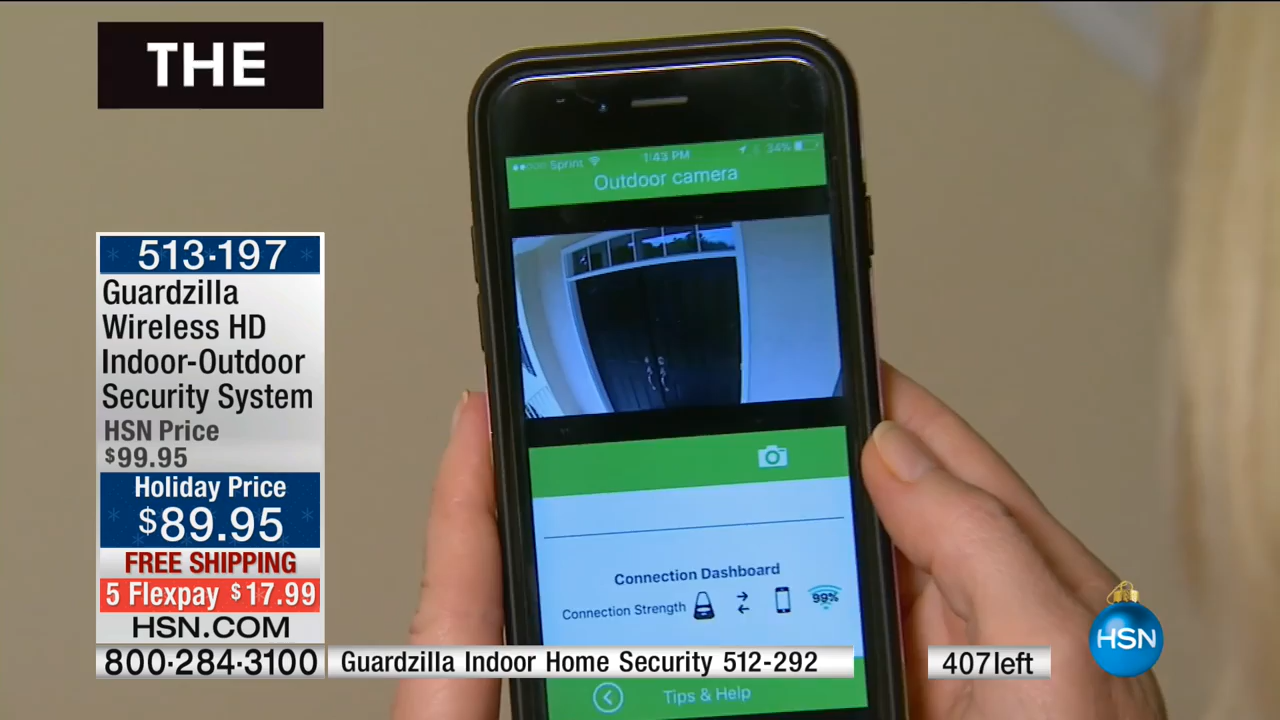 THE
513-197
Guardzilla
Wireless HD
Indoor-Outdoor
Security System
HSN Price
$99.95
Holiday Price
$89.95
FREE SHIPPING
5 Flexpay $17.99
HSN.COM
800-284-3100
Guardzilla Indoor Home Security 512-292
407 left
HSN
Sprint
1:43 PM
34%
Outdoor camera
Connection Dashboard
Connection Strength
99%
Tips & Help